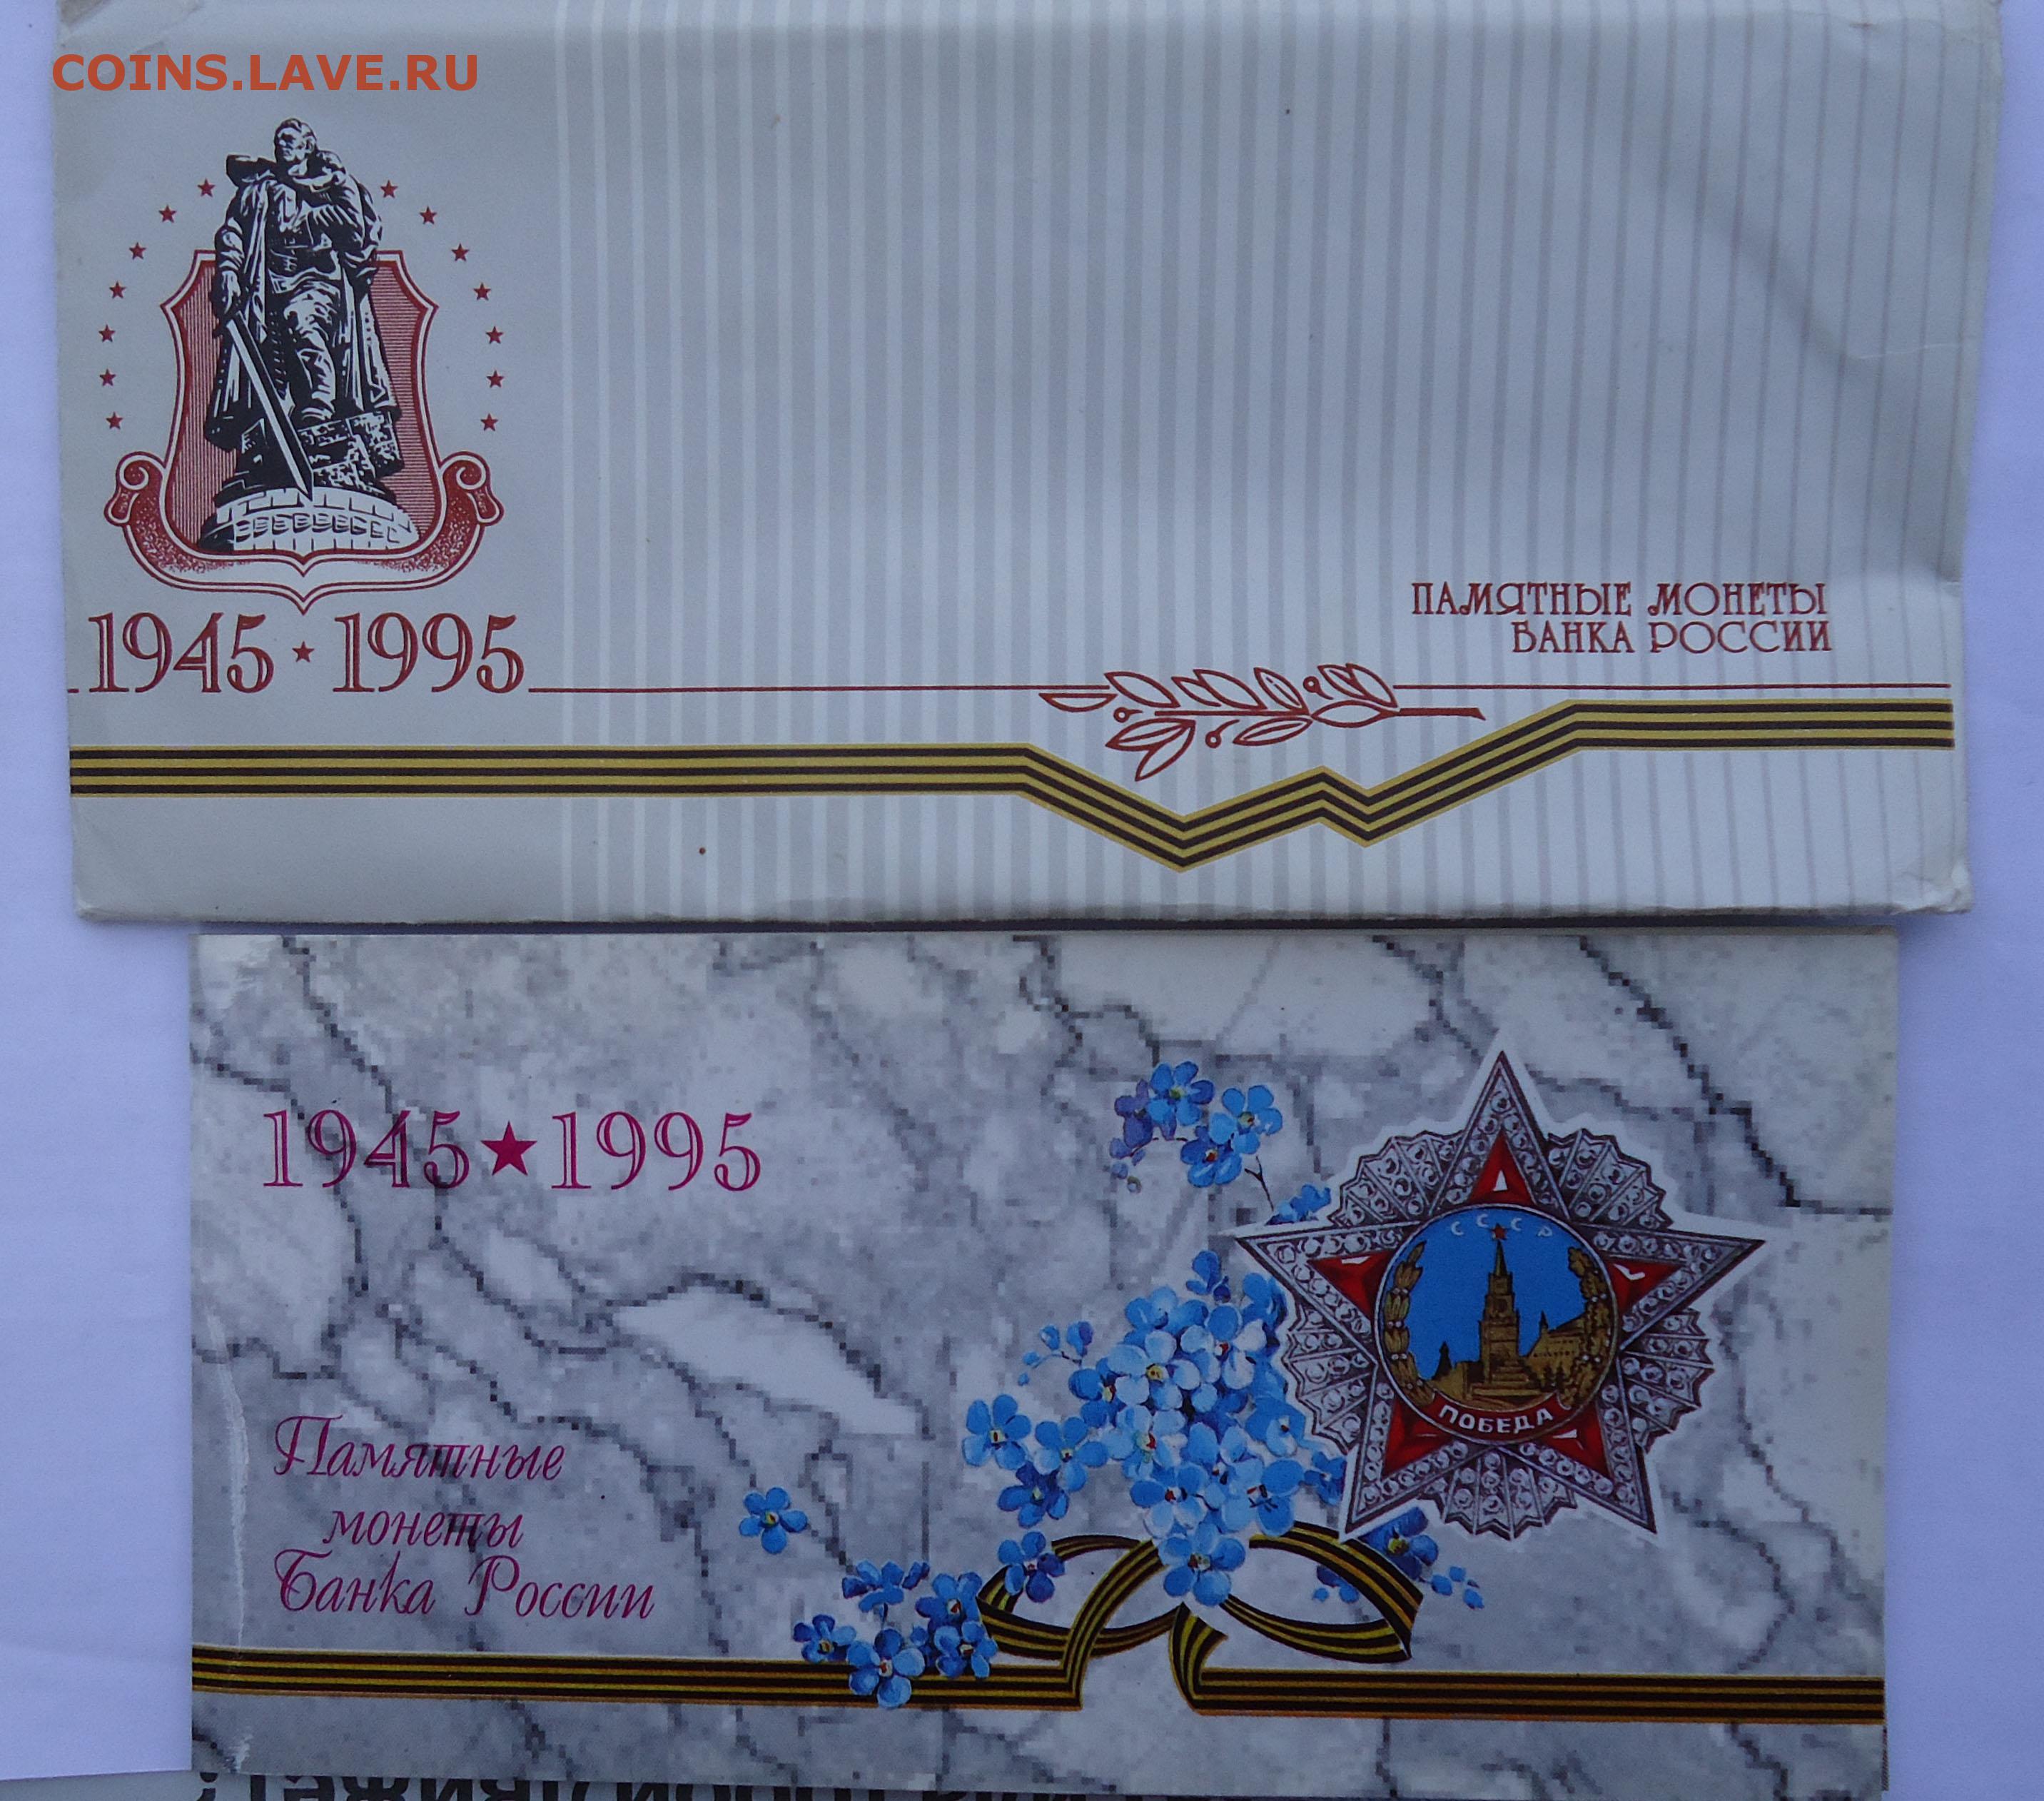 COINS.LAVE.RU
ПАМЯТНЫЕ МОНЕТЫ
БАНКА РОССИИ
1945 ★ 1995
1945 ★ 1995
СССР
ПОБЕДА
Памятные
монеты
Банка России